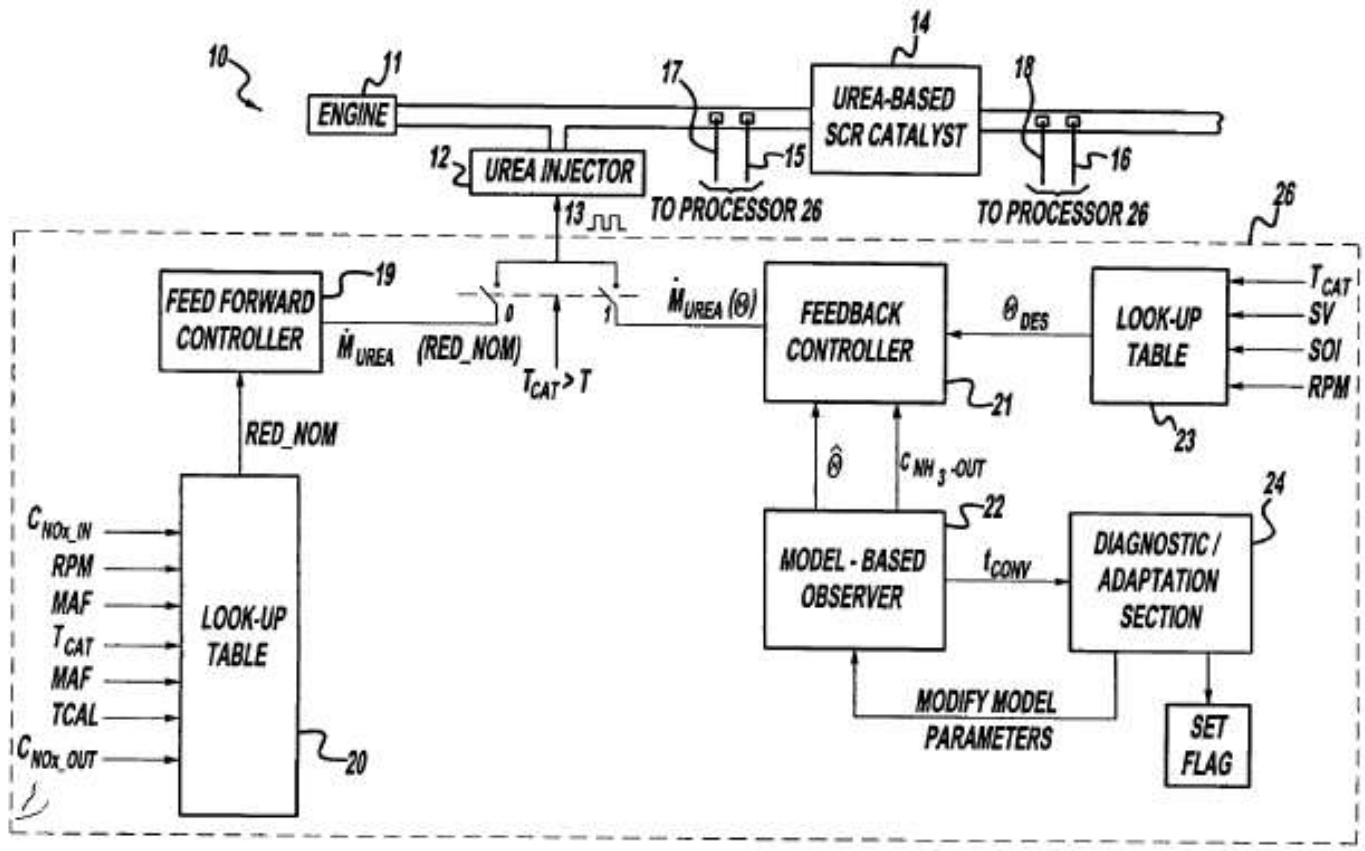 10
11
ENGINE
12
UREA INJECTOR
13
17
15
TO PROCESSOR 26
14
UREA-BASED
SCR CATALYST
18
16
TO PROCESSOR 26
26
19
FEED FORWARD
CONTROLLER
Ṁ_UREA (RED_NOM)
0
1
T_CAT > T
Ṁ_UREA (Θ)
FEEDBACK
CONTROLLER
21
Θ_DES
LOOK-UP
TABLE
23
T_CAT
SV
SOI
RPM
RED_NOM
Θ̂
C_NH3-OUT
C_NOx_IN
RPM
MAF
T_CAT
MAF
TCAL
C_NOx_OUT
LOOK-UP
TABLE
20
22
MODEL - BASED
OBSERVER
t_CONV
24
DIAGNOSTIC /
ADAPTATION
SECTION
MODIFY MODEL
PARAMETERS
SET
FLAG